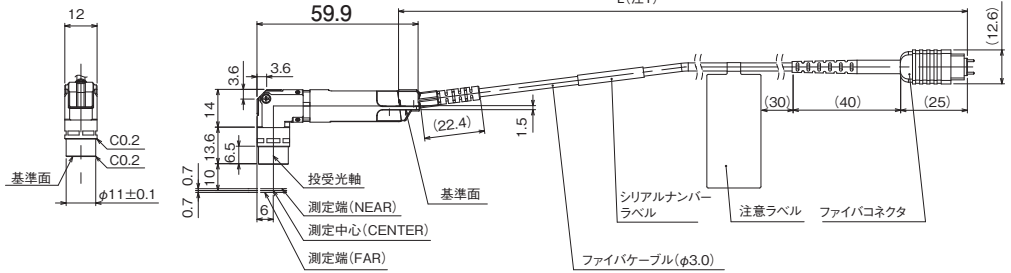 L(注1)
12
59.9
(12.6)
3.6
3.6
14
13.6
6.5
10
0.7
0.7
6
(22.4)
1.5
(30)
(40)
(25)
C0.2
C0.2
基準面
φ11±0.1
投受光軸
基準面
測定端(NEAR)
測定中心(CENTER)
測定端(FAR)
シリアルナンバー
ラベル
注意ラベル
ファイバコネクタ
ファイバケーブル(φ3.0)